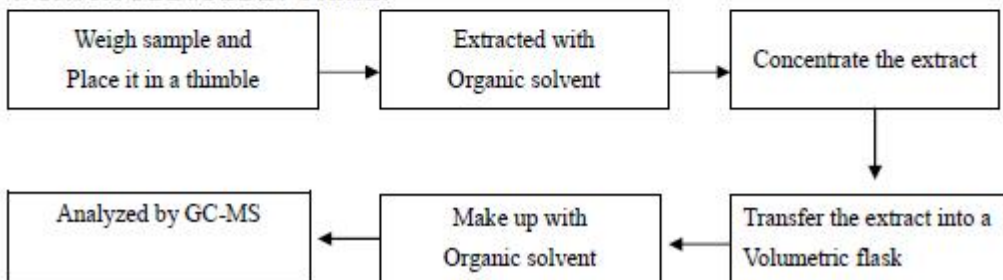 Weigh sample and
Place it in a thimble
Extracted with
Organic solvent
Concentrate the extract
Transfer the extract into a
Volumetric flask
Make up with
Organic solvent
Analyzed by GC-MS